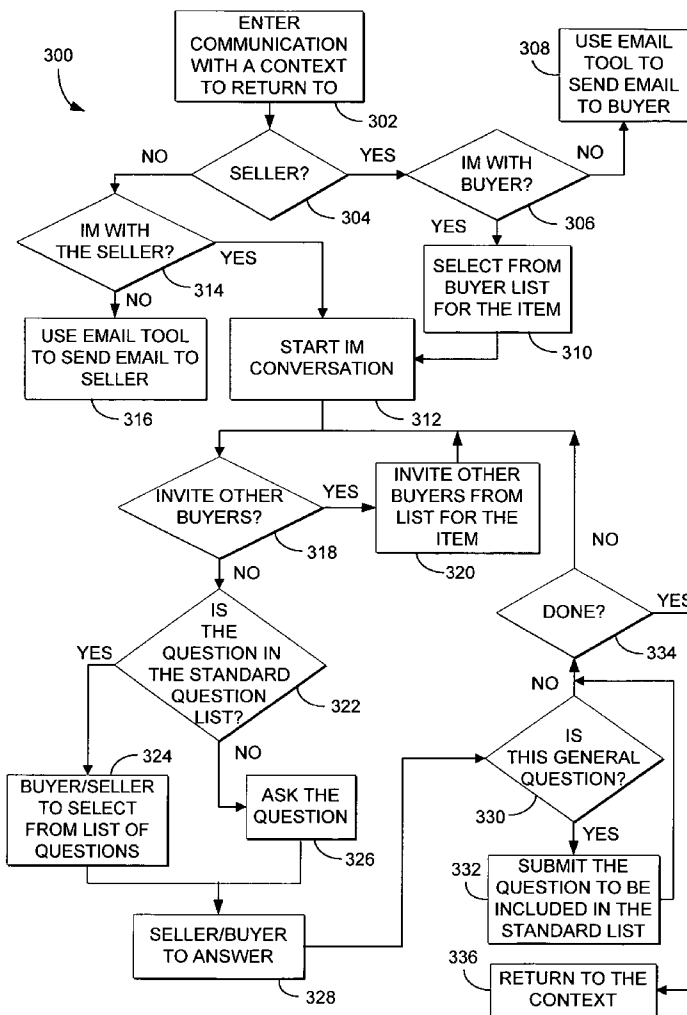 300
ENTER
COMMUNICATION
WITH A CONTEXT
TO RETURN TO
302
308
USE EMAIL
TOOL TO
SEND EMAIL
TO BUYER
NO
SELLER?
YES
304
IM WITH
BUYER?
NO
306
YES
IM WITH
THE SELLER?
YES
314
NO
SELECT FROM
BUYER LIST
FOR THE ITEM
310
USE EMAIL TOOL
TO SEND EMAIL TO
SELLER
316
START IM
CONVERSATION
312
INVITE OTHER
BUYERS?
YES
318
NO
INVITE OTHER
BUYERS FROM
LIST FOR THE
ITEM
320
NO
DONE?
YES
334
IS
THE
QUESTION IN
THE STANDARD
QUESTION
LIST?
YES
322
NO
324
BUYER/SELLER
TO SELECT
FROM LIST OF
QUESTIONS
ASK THE
QUESTION
326
NO
IS
THIS GENERAL
QUESTION?
330
YES
332
SUBMIT THE
QUESTION TO BE
INCLUDED IN THE
STANDARD LIST
SELLER/BUYER
TO ANSWER
328
336
RETURN TO THE
CONTEXT